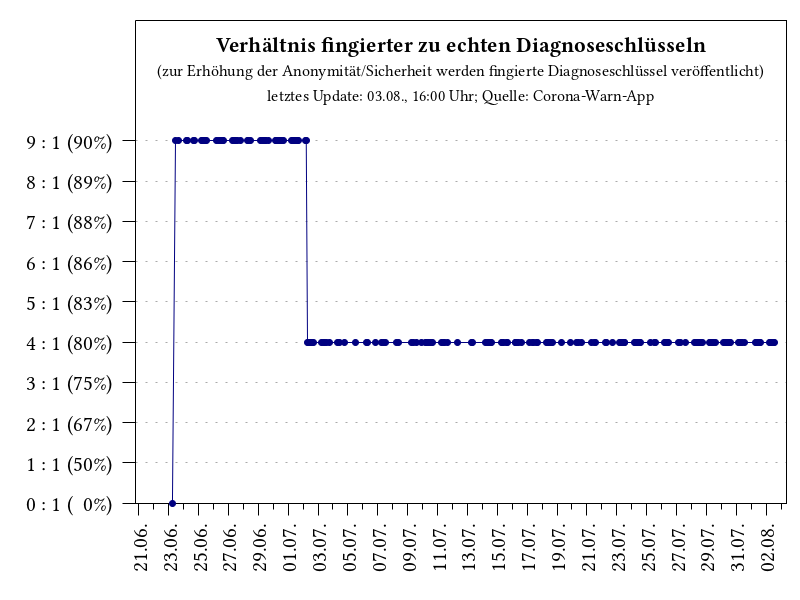 Verhältnis fingierter zu echten Diagnoseschlüsseln
(zur Erhöhung der Anonymität/Sicherheit werden fingierte Diagnoseschlüssel veröffentlicht)
letztes Update: 03.08., 16:00 Uhr; Quelle: Corona-Warn-App
9 : 1 (90%)
8 : 1 (89%)
7 : 1 (88%)
6 : 1 (86%)
5 : 1 (83%)
4 : 1 (80%)
3 : 1 (75%)
2 : 1 (67%)
1 : 1 (50%)
0 : 1 ( 0%)
21.06.
23.06.
25.06.
27.06.
29.06.
01.07.
03.07.
05.07.
07.07.
09.07.
11.07.
13.07.
15.07.
17.07.
19.07.
21.07.
23.07.
25.07.
27.07.
29.07.
31.07.
02.08.